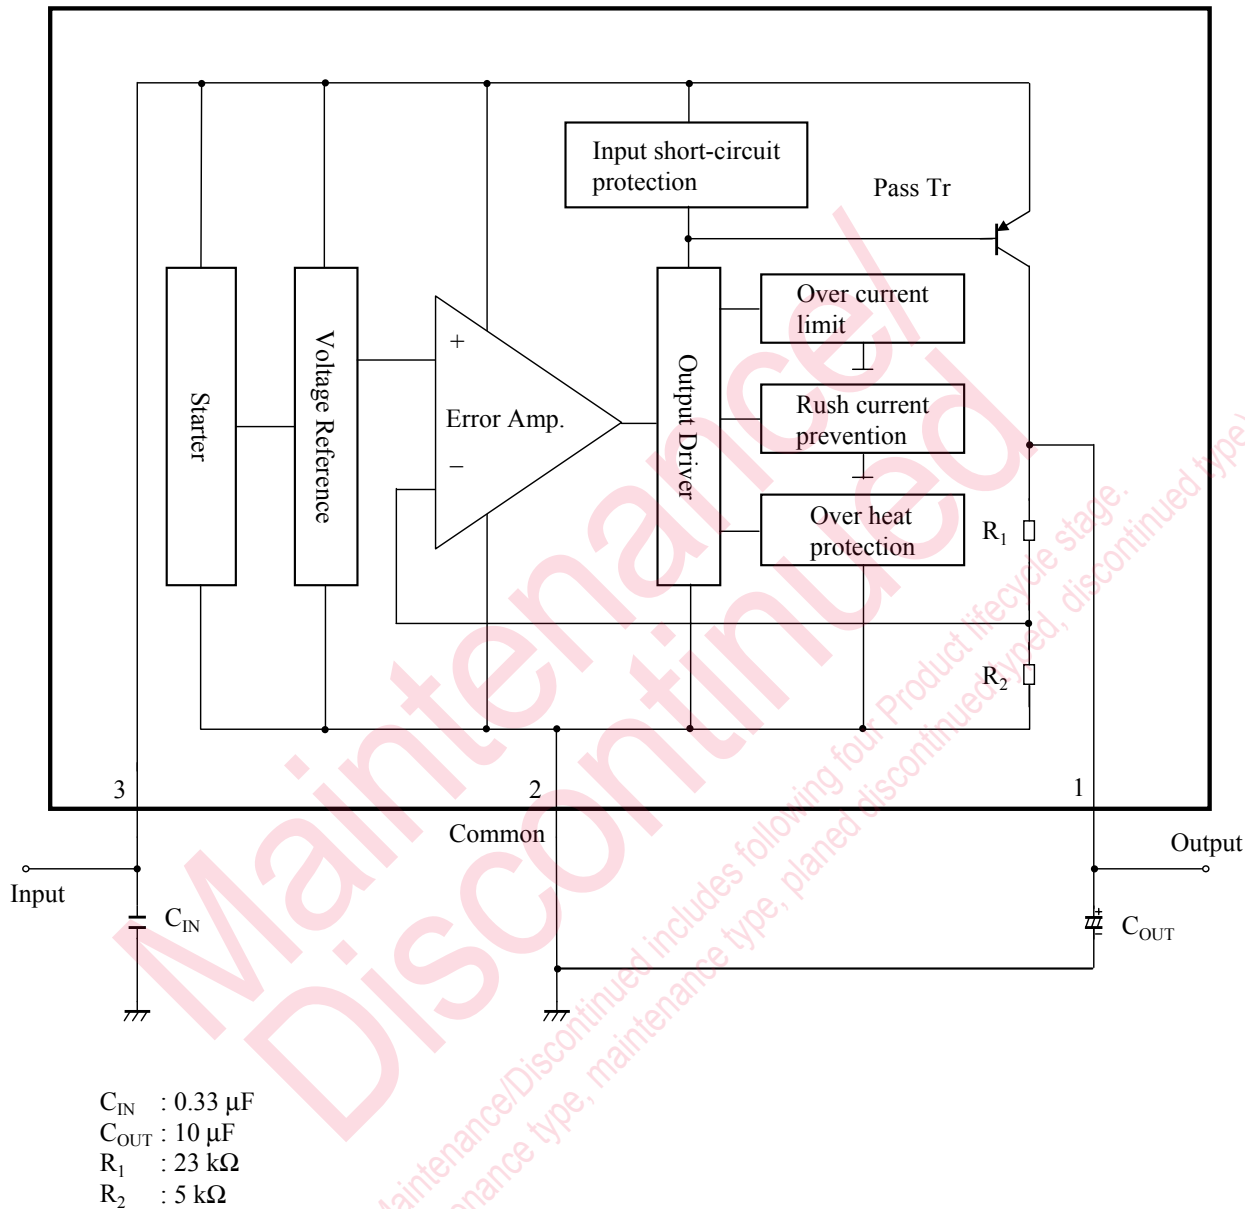 Input short-circuit
protection
Pass Tr
Over current
limit
Starter
Voltage Reference
+
Error Amp.
−
Output Driver
Rush current
prevention
Over heat
protection
R1
R2
3
2
1
Common
Input
Output
CIN
+
−
COUT
CIN : 0.33 μF
COUT : 10 μF
R1 : 23 kΩ
R2 : 5 kΩ
Maintenance/
Discontinued
Maintenance/Discontinued includes following four Product lifecycle stage.
maintenance type, planed discontinued typed, discontinued type)